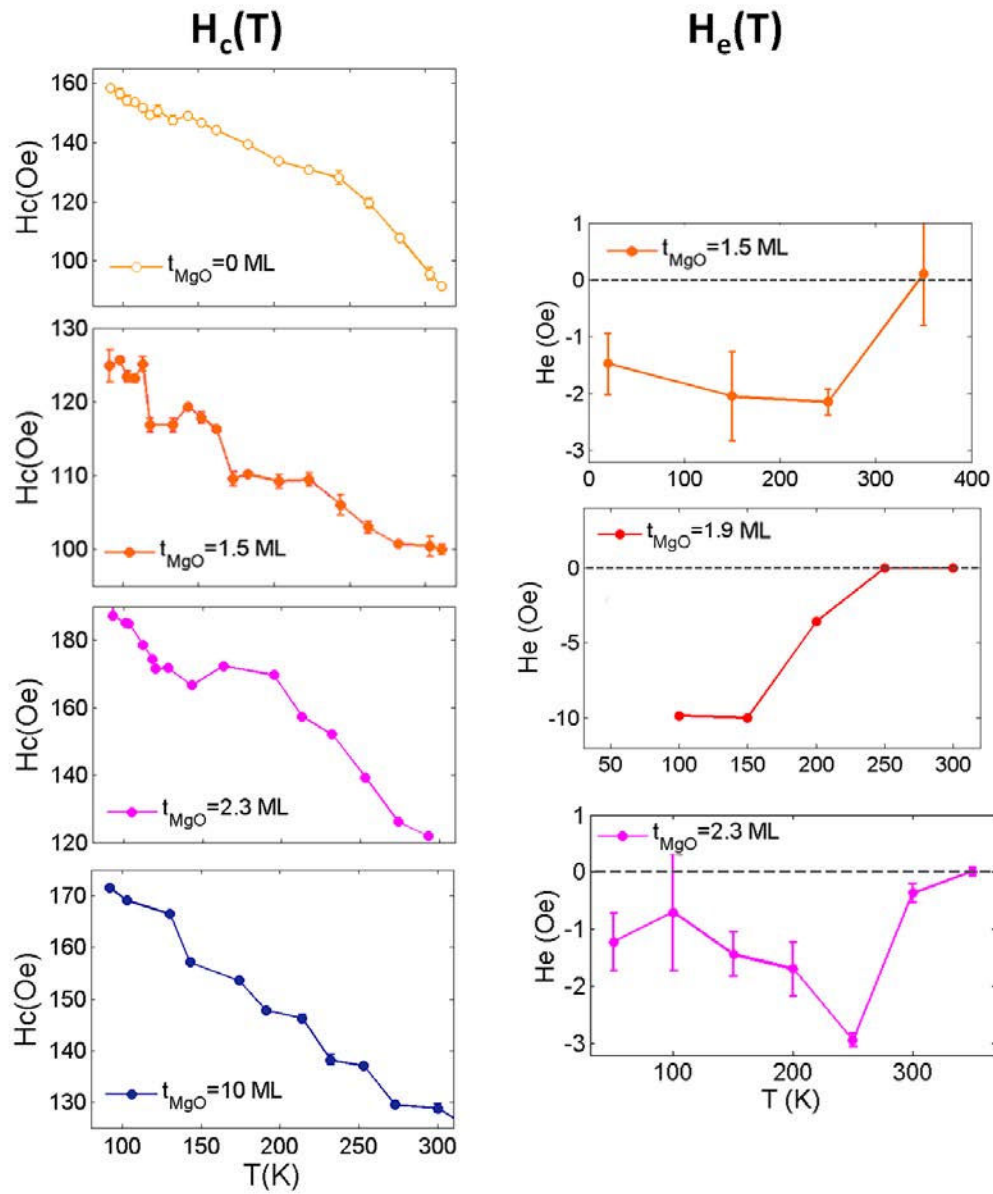 Hc(T)
He(T)
160
140
120
100
Hc(Oe)
tMgO=0 ML
130
120
110
100
Hc(Oe)
tMgO=1.5 ML
180
160
140
120
Hc(Oe)
tMgO=2.3 ML
170
160
150
140
130
Hc(Oe)
tMgO=10 ML
100 150 200 250 300
T(K)
1
0
-1
-2
-3
He (Oe)
tMgO=1.5 ML
0 100 200 300 400
0
-5
-10
He (Oe)
tMgO=1.9 ML
50 100 150 200 250 300
1
0
-1
-2
-3
He (Oe)
tMgO=2.3 ML
100 200 300
T (K)